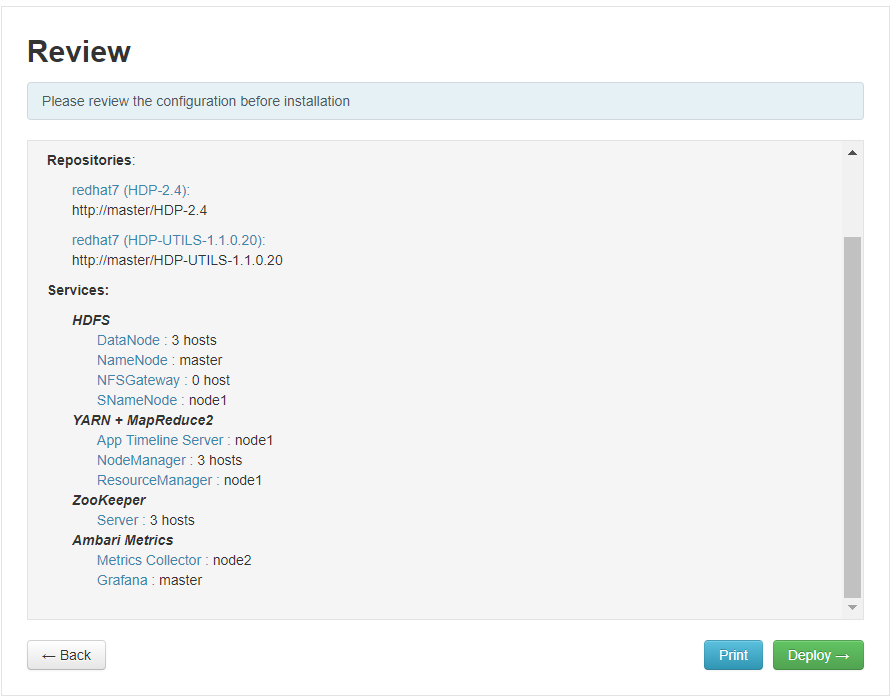 Review
Please review the configuration before installation
Repositories:
redhat7 (HDP-2.4):
http://master/HDP-2.4
redhat7 (HDP-UTILS-1.1.0.20):
http://master/HDP-UTILS-1.1.0.20
Services:
HDFS
DataNode : 3 hosts
NameNode : master
NFSGateway : 0 host
SNameNode : node1
YARN + MapReduce2
App Timeline Server : node1
NodeManager : 3 hosts
ResourceManager : node1
ZooKeeper
Server : 3 hosts
Ambari Metrics
Metrics Collector : node2
Grafana : master
← Back
Print
Deploy →